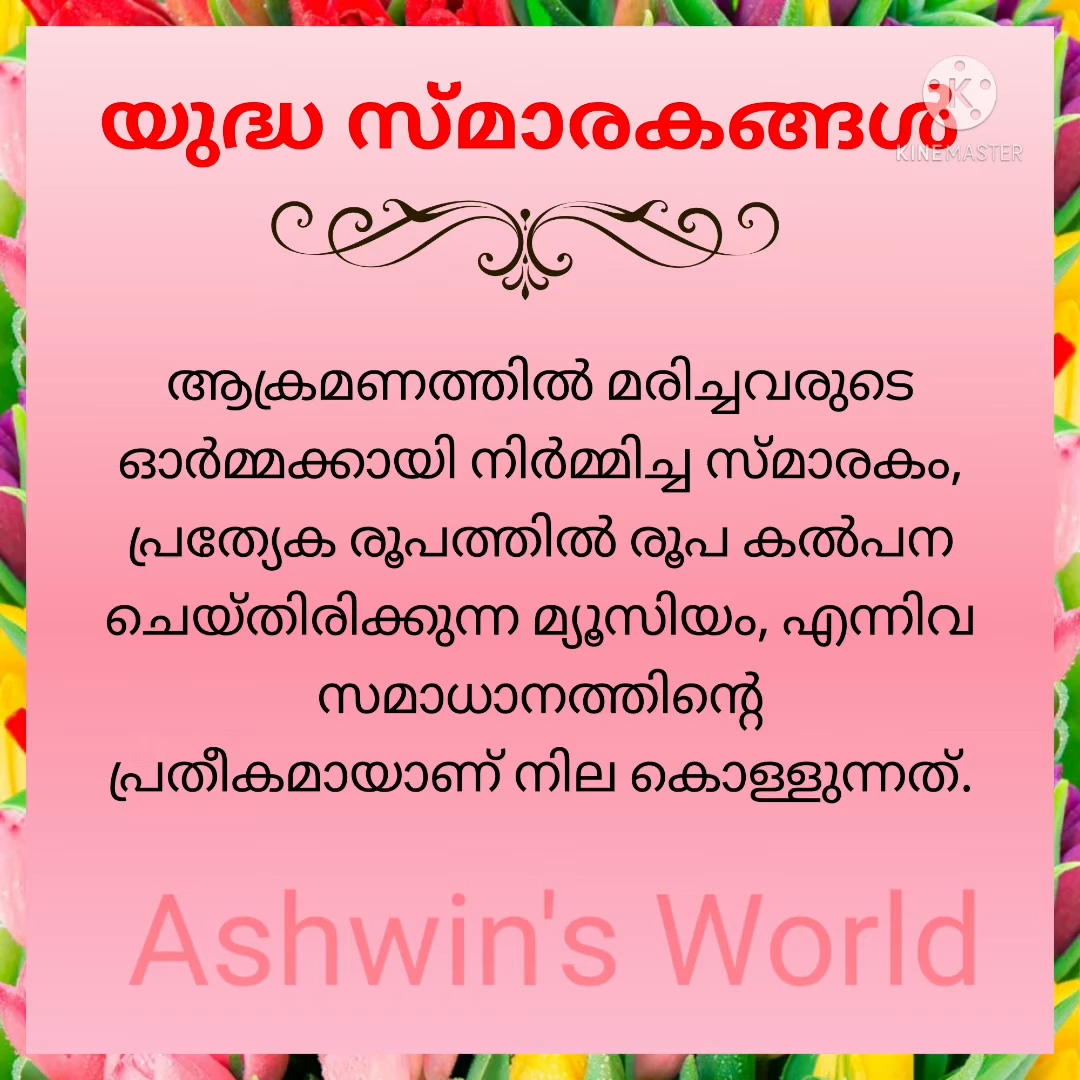 യുദ്ധ സ്മാരകങ്ങൾ
KINEMASTER
ആക്രമണത്തിൽ മരിച്ചവരുടെ
ഓർമ്മക്കായി നിർമ്മിച്ച സ്മാരകം,
പ്രത്യേക രൂപത്തിൽ രൂപ കൽപന
ചെയ്തിരിക്കുന്ന മ്യൂസിയം, എന്നിവ
സമാധാനത്തിന്റെ
പ്രതീകമായാണ് നില കൊള്ളുന്നത്.
Ashwin's World